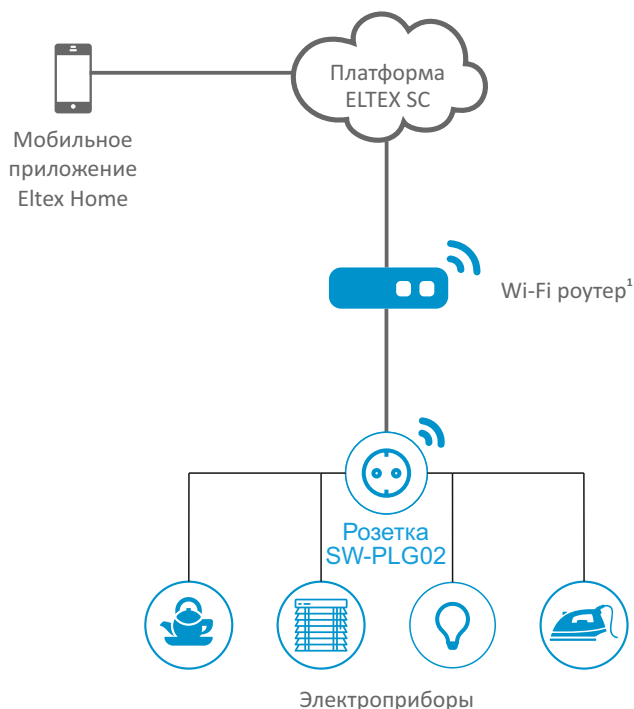 Платформа
ELTEX SC
Мобильное
приложение
Eltex Home
Wi-Fi роутер¹
Розетка
SW-PLG02
Электроприборы